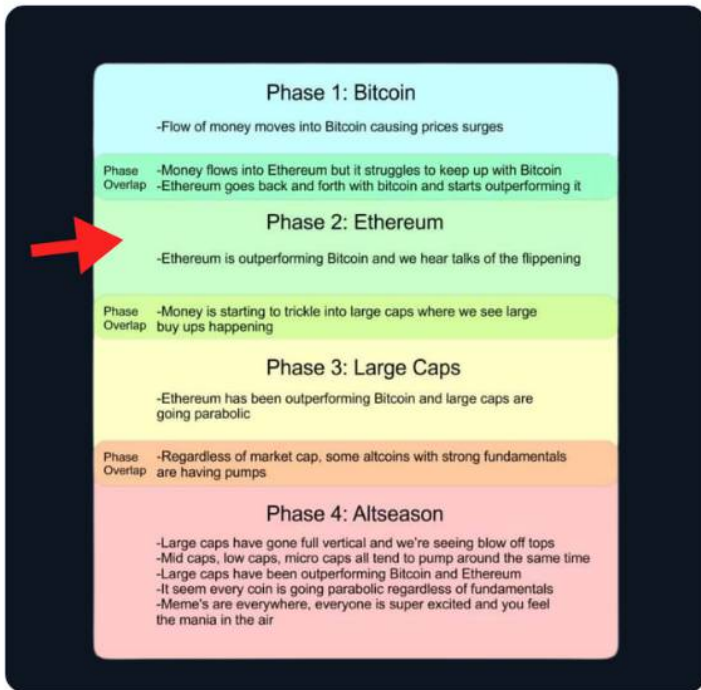 Phase 1: Bitcoin
-Flow of money moves into Bitcoin causing prices surges
Phase Overlap
-Money flows into Ethereum but it struggles to keep up with Bitcoin
-Ethereum goes back and forth with bitcoin and starts outperforming it
Phase 2: Ethereum
-Ethereum is outperforming Bitcoin and we hear talks of the flippening
Phase Overlap
-Money is starting to trickle into large caps where we see large
buy ups happening
Phase 3: Large Caps
-Ethereum has been outperforming Bitcoin and large caps are
going parabolic
Phase Overlap
-Regardless of market cap, some altcoins with strong fundamentals
are having pumps
Phase 4: Altseason
-Large caps have gone full vertical and we're seeing blow off tops
-Mid caps, low caps, micro caps all tend to pump around the same time
-Large caps have been outperforming Bitcoin and Ethereum
-It seem every coin is going parabolic regardless of fundamentals
-Meme's are everywhere, everyone is super excited and you feel
the mania in the air